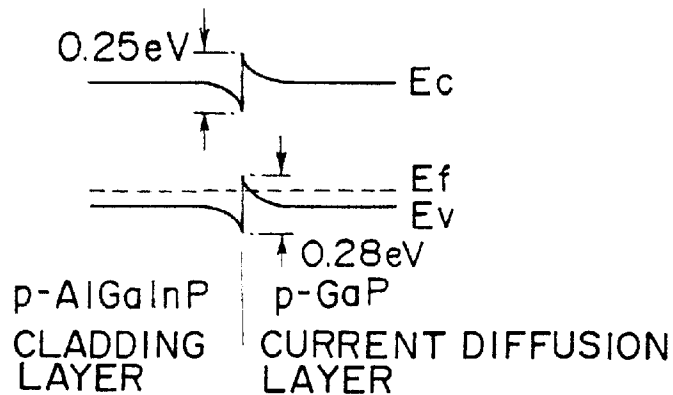 0.25eV
Ec
Ef
Ev
0.28eV
p-AlGaInP
p-GaP
CLADDING LAYER
CURRENT DIFFUSION LAYER